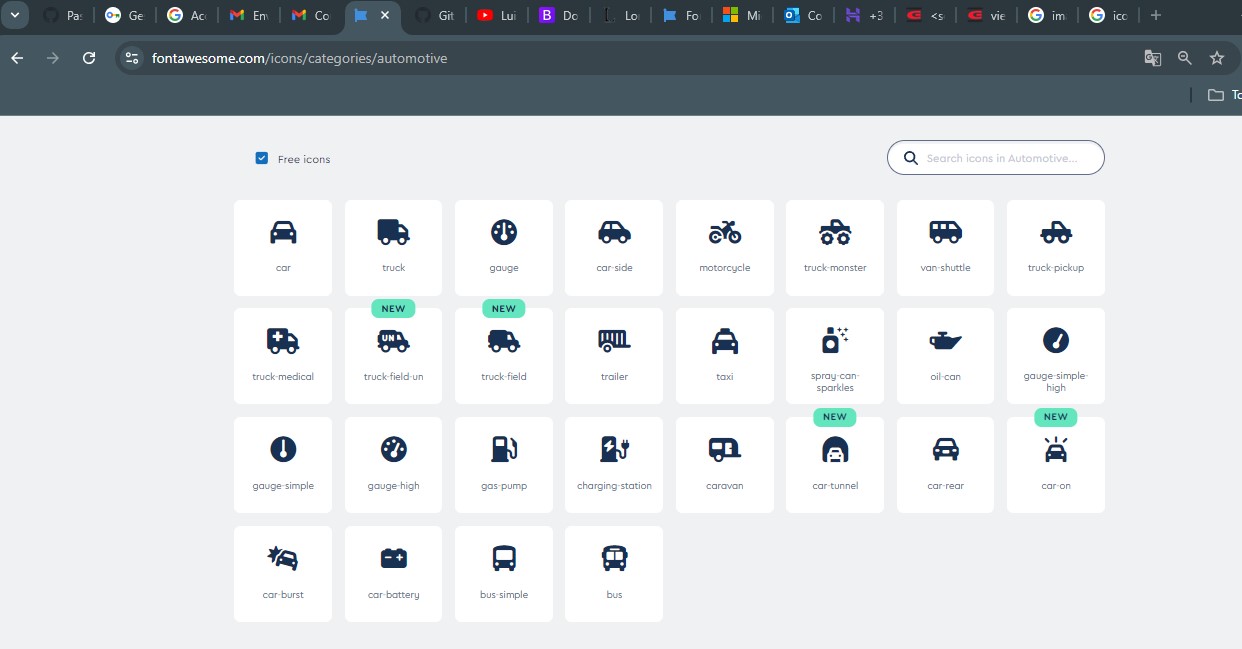 Pa:
Ge
Acc
Env
Co
Git
Lui
B
Do
Lo
Fo
Mi
Co
+3
<s
vie
im
ico
fontawesome.com/icons/categories/automotive
To
Free icons
Search icons in Automotive...
car
truck
gauge
car-side
motorcycle
truck-monster
van-shuttle
truck-pickup
NEW
NEW
UN
truck-medical
truck-field-un
truck-field
trailer
taxi
spray-can-
sparkles
oil-can
gauge-simple-
high
NEW
NEW
gauge-simple
gauge-high
gas-pump
charging-station
caravan
car-tunnel
car-rear
car-on
car-burst
car-battery
bus-simple
bus